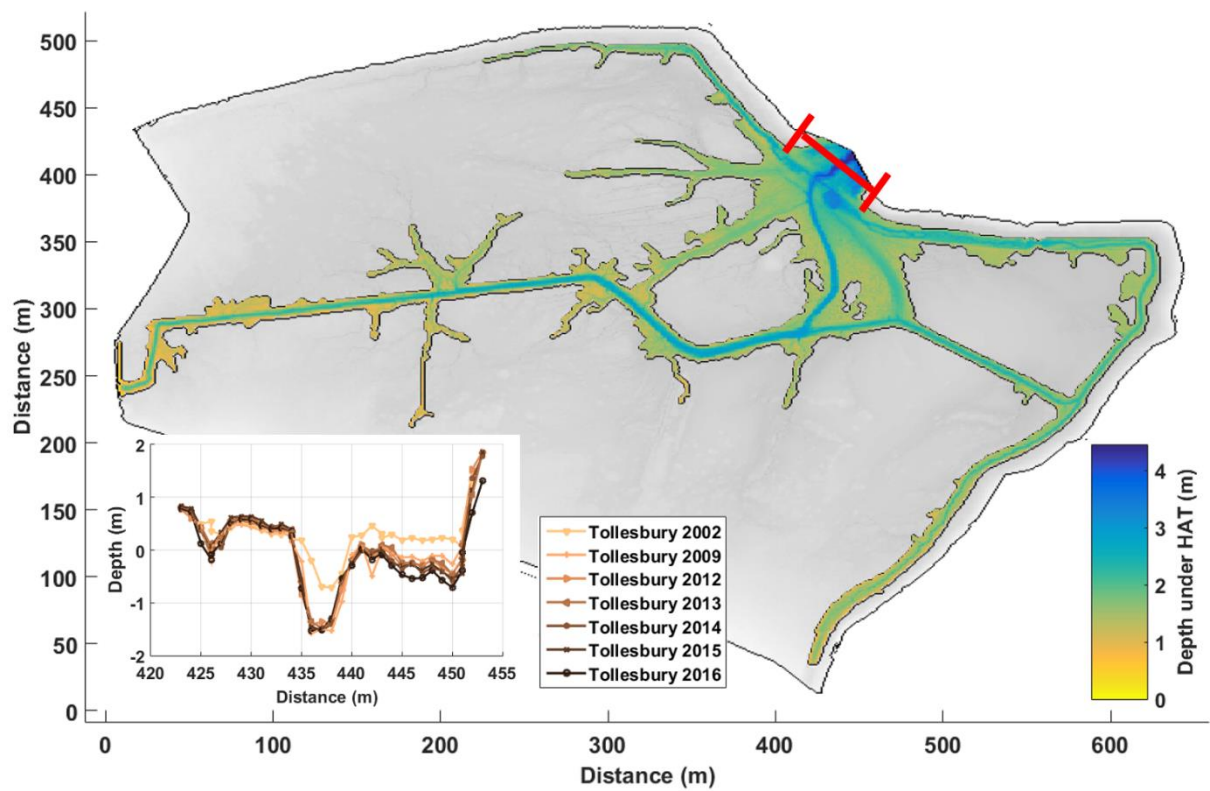 500
450
400
350
300
250
200
150
100
50
0
Distance (m)
0 100 200 300 400 500 600
Distance (m)
2
1
0
-1
-2
Depth (m)
420 425 430 435 440 445 450 455
Distance (m)
Tollesbury 2002
Tollesbury 2009
Tollesbury 2012
Tollesbury 2013
Tollesbury 2014
Tollesbury 2015
Tollesbury 2016
4
3
2
1
0
Depth under HAT (m)